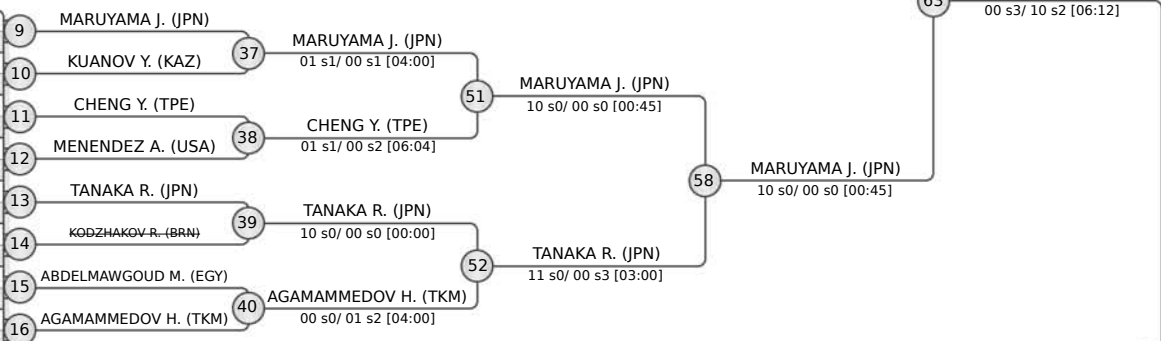 63
00 s3/ 10 s2 [06:12]
9
MARUYAMA J. (JPN)
10
KUANOV Y. (KAZ)
37
MARUYAMA J. (JPN)
01 s1/ 00 s1 [04:00]
11
CHENG Y. (TPE)
12
MENENDEZ A. (USA)
38
CHENG Y. (TPE)
01 s1/ 00 s2 [06:04]
51
MARUYAMA J. (JPN)
10 s0/ 00 s0 [00:45]
13
TANAKA R. (JPN)
14
KODZHAKOV R. (BRN)
39
TANAKA R. (JPN)
10 s0/ 00 s0 [00:00]
15
ABDELMAWGOUD M. (EGY)
16
AGAMAMMEDOV H. (TKM)
40
AGAMAMMEDOV H. (TKM)
00 s0/ 01 s2 [04:00]
52
TANAKA R. (JPN)
11 s0/ 00 s3 [03:00]
58
MARUYAMA J. (JPN)
10 s0/ 00 s0 [00:45]